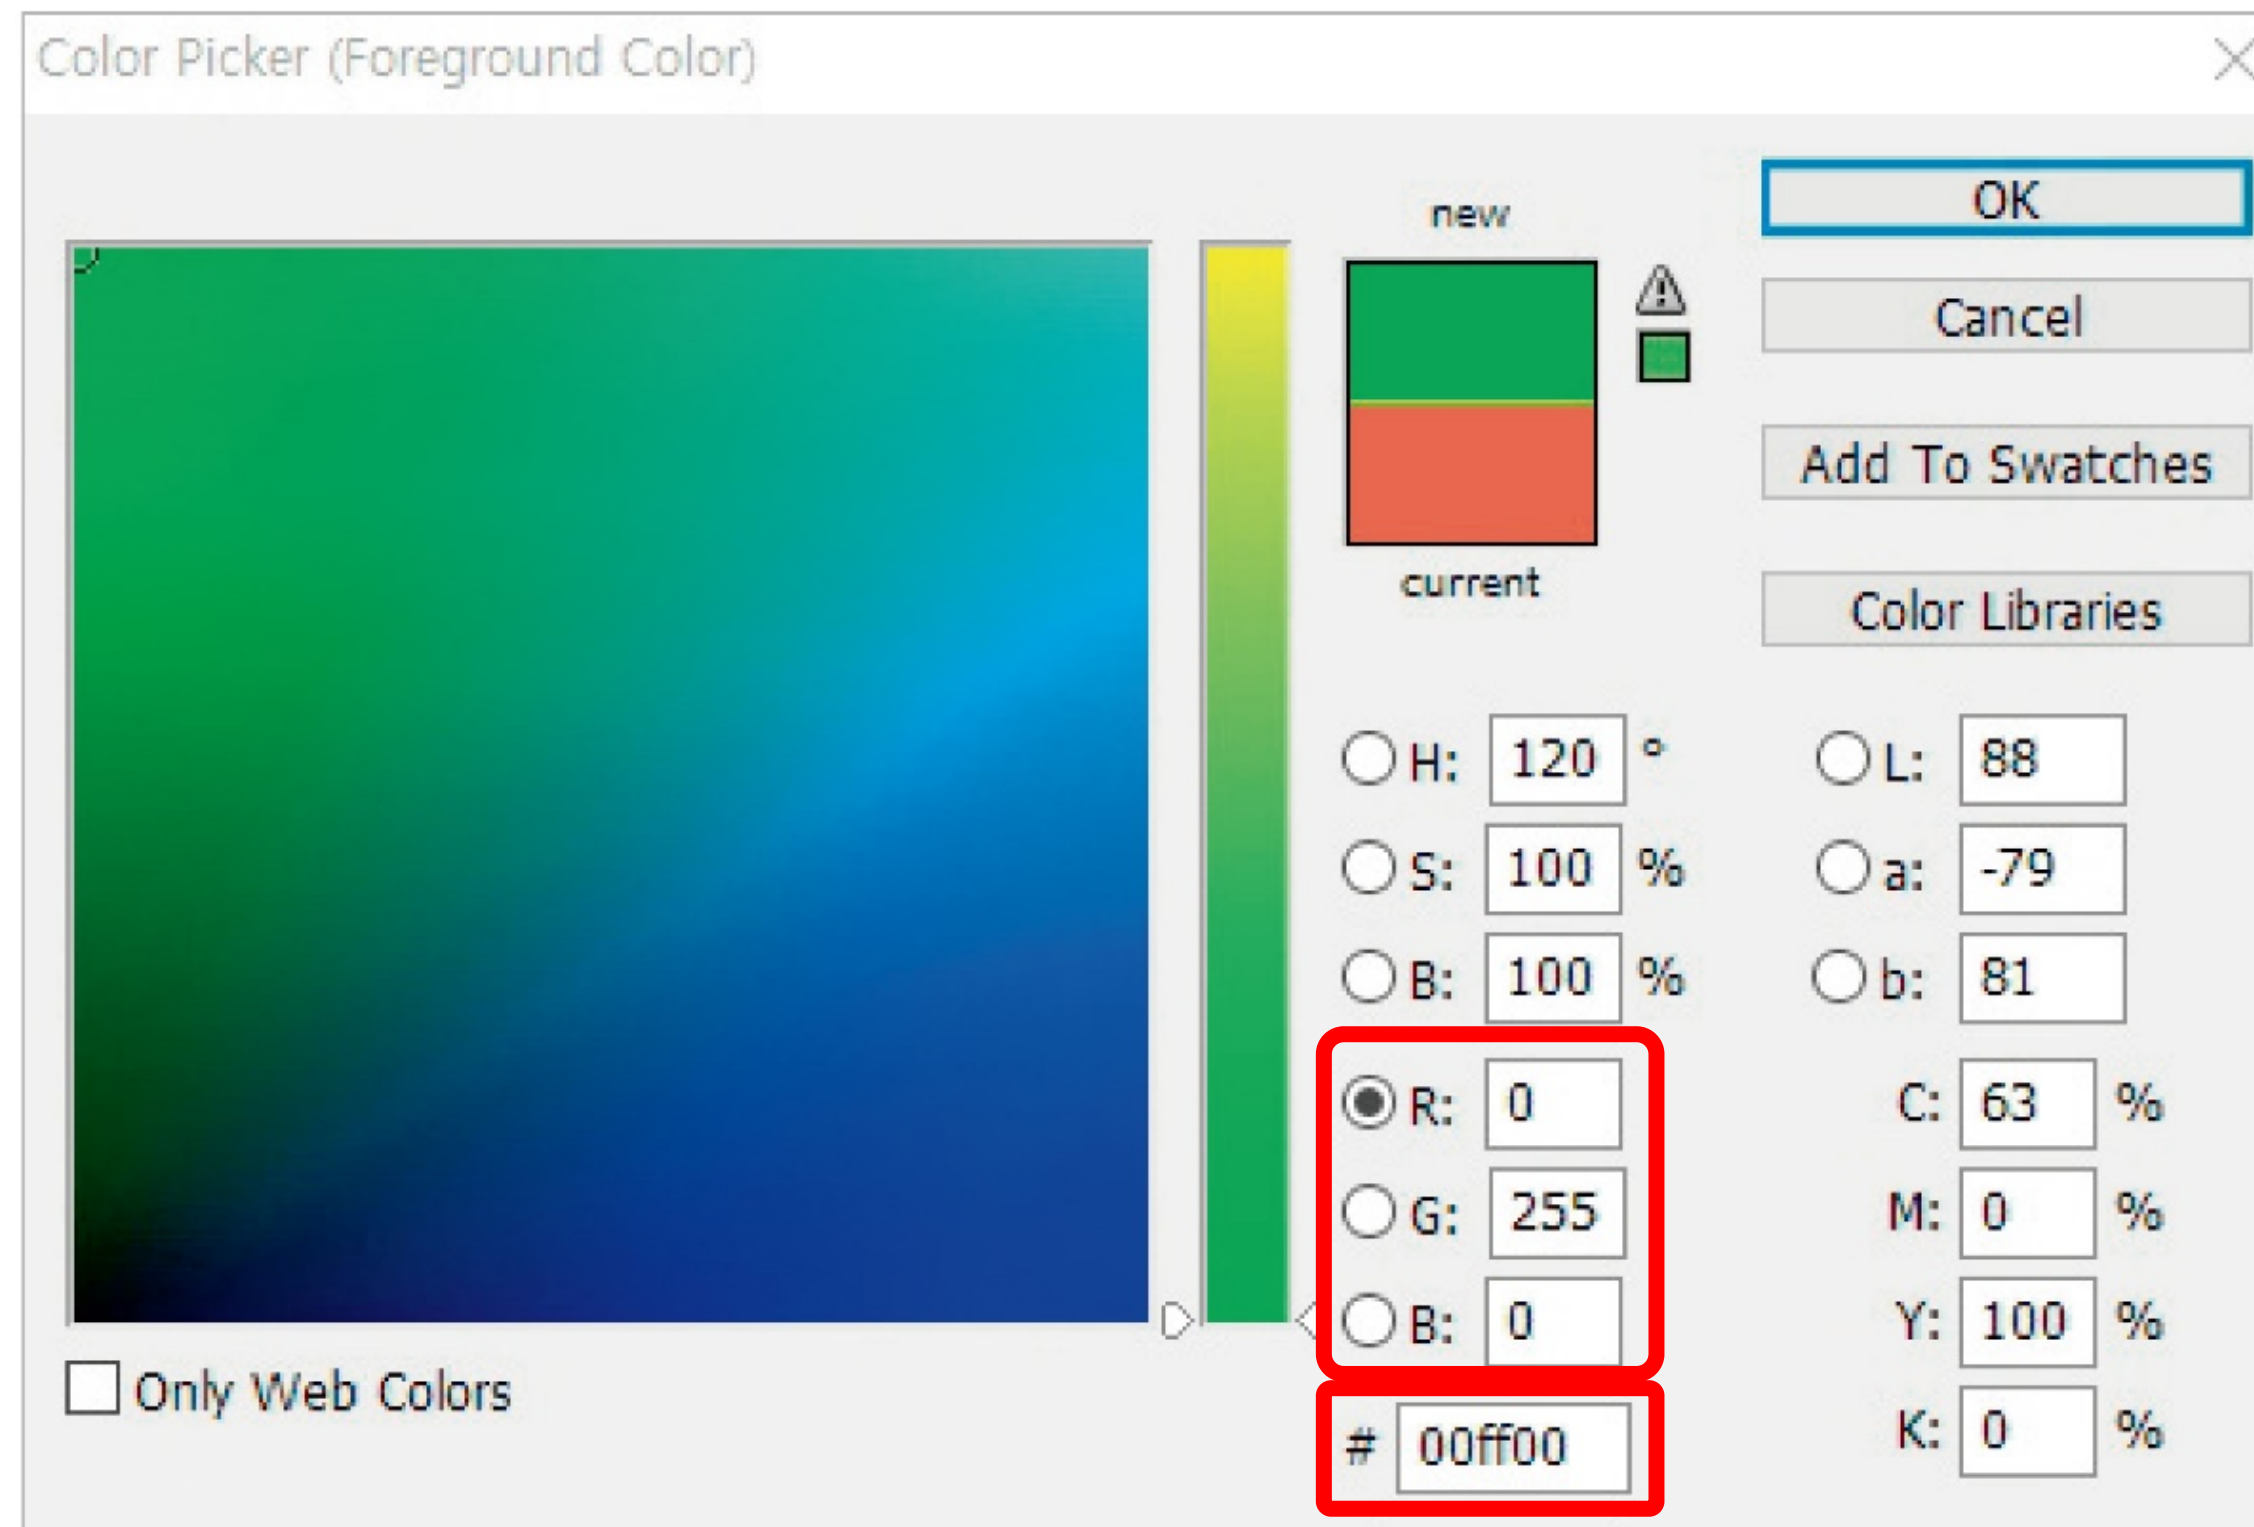 Color Picker (Foreground Color)
new
OK
Cancel
Add To Swatches
current
Color Libraries
H: 120 °
L: 88
S: 100 %
a: -79
B: 100 %
b: 81
R: 0
C: 63 %
G: 255
M: 0 %
B: 0
Y: 100 %
Only Web Colors
# 00ff00
K: 0 %